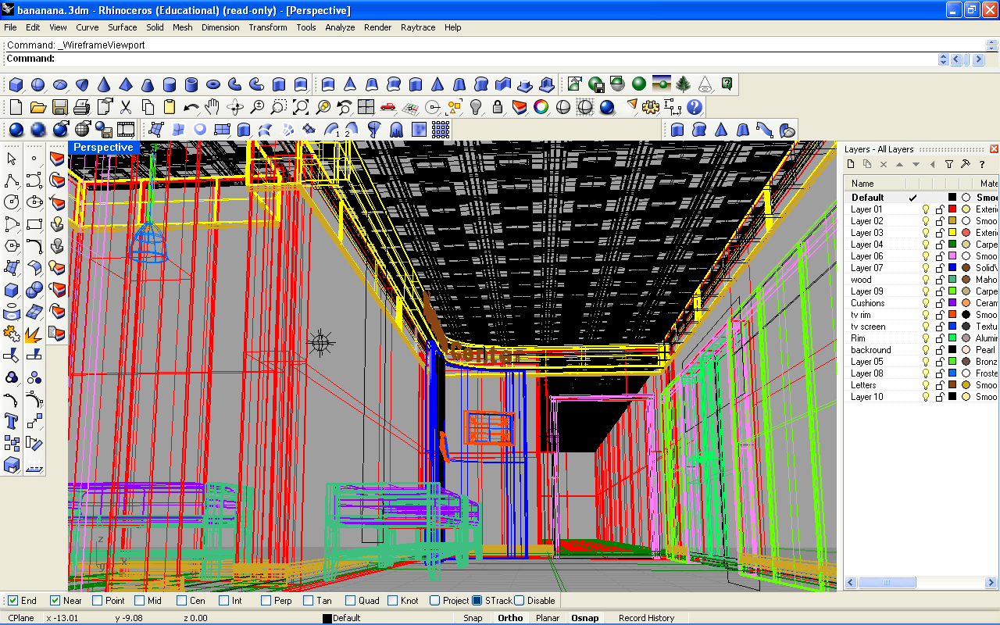 bananana.3dm - Rhinoceros (Educational) (read-only) - [Perspective]
File Edit View Curve Surface Solid Mesh Dimension Transform Tools Analyze Render Raytrace Help
Command: _WireframeViewport
Command:
1 2
Perspective
Layers - All Layers
Name Mate
Default Smoo
Layer 01 Exteri
Layer 02 Smoo
Layer 03 Exteri
Layer 04 Carpe
Layer 06 Smoo
Layer 07 Solid\
wood Maho
Layer 09 Carpe
Cushions Ceran
tv rim Smoo
tv screen Textu
Rim Alumin
backround Pearl
Layer 05 Bronz
Layer 08 Froste
Letters Smoo
Layer 10 Smoo
z
x
End Near Point Mid Cen Int Perp Tan Quad Knot Project STrack Disable
CPlane x -13.01 y -9.08 z 0.00 Default Snap Ortho Planar Osnap Record History